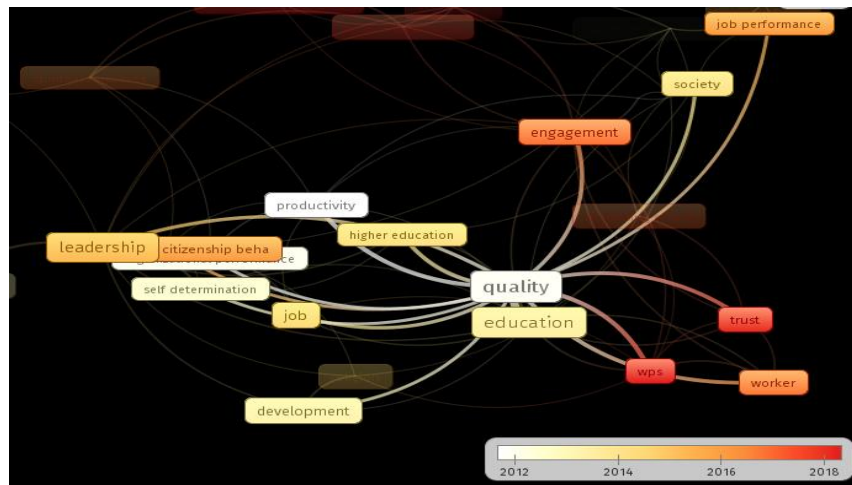 job performance
society
engagement
productivity
higher education
leadership
citizenship beha
quality
self determination
job
education
trust
wps
worker
development
2012 2014 2016 2018